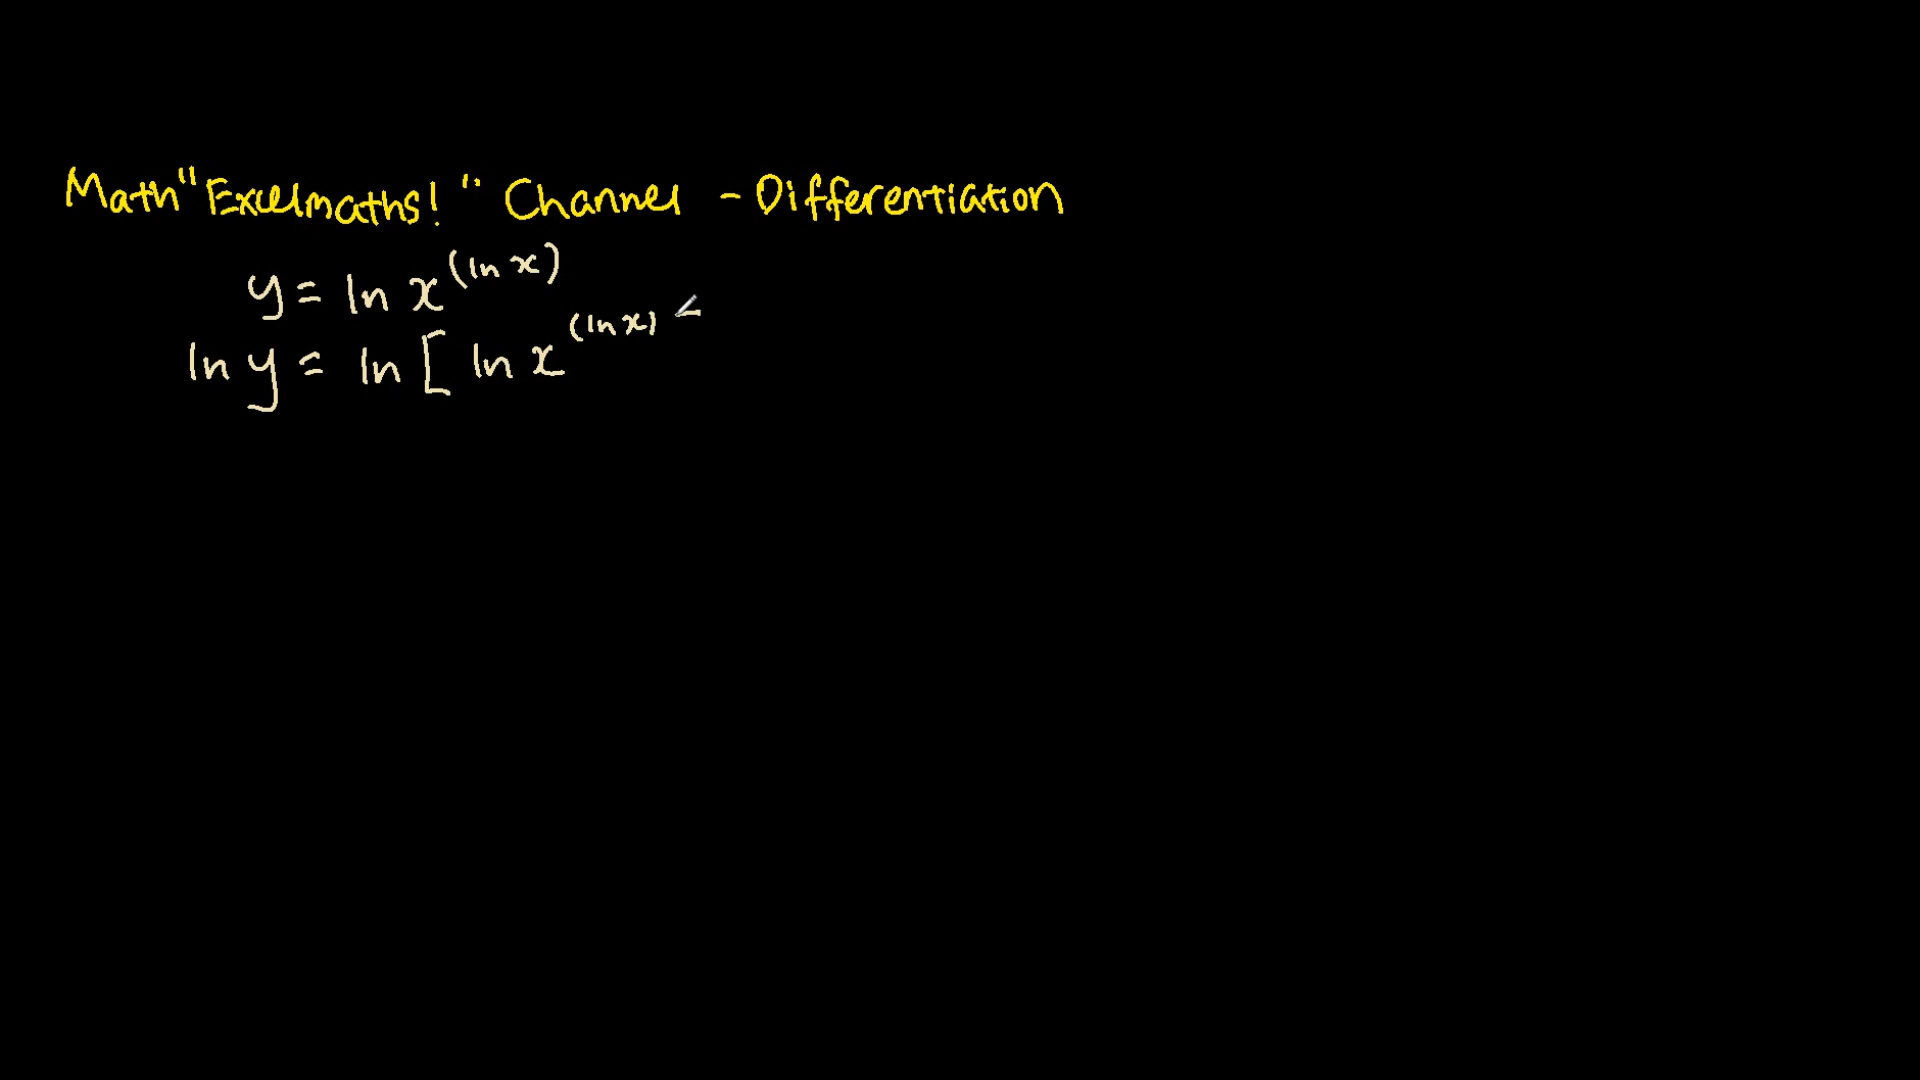 Math "Excelmaths!" Channel - Differentiation
y = ln x^(ln x)
ln y = ln [ ln x^(ln x)